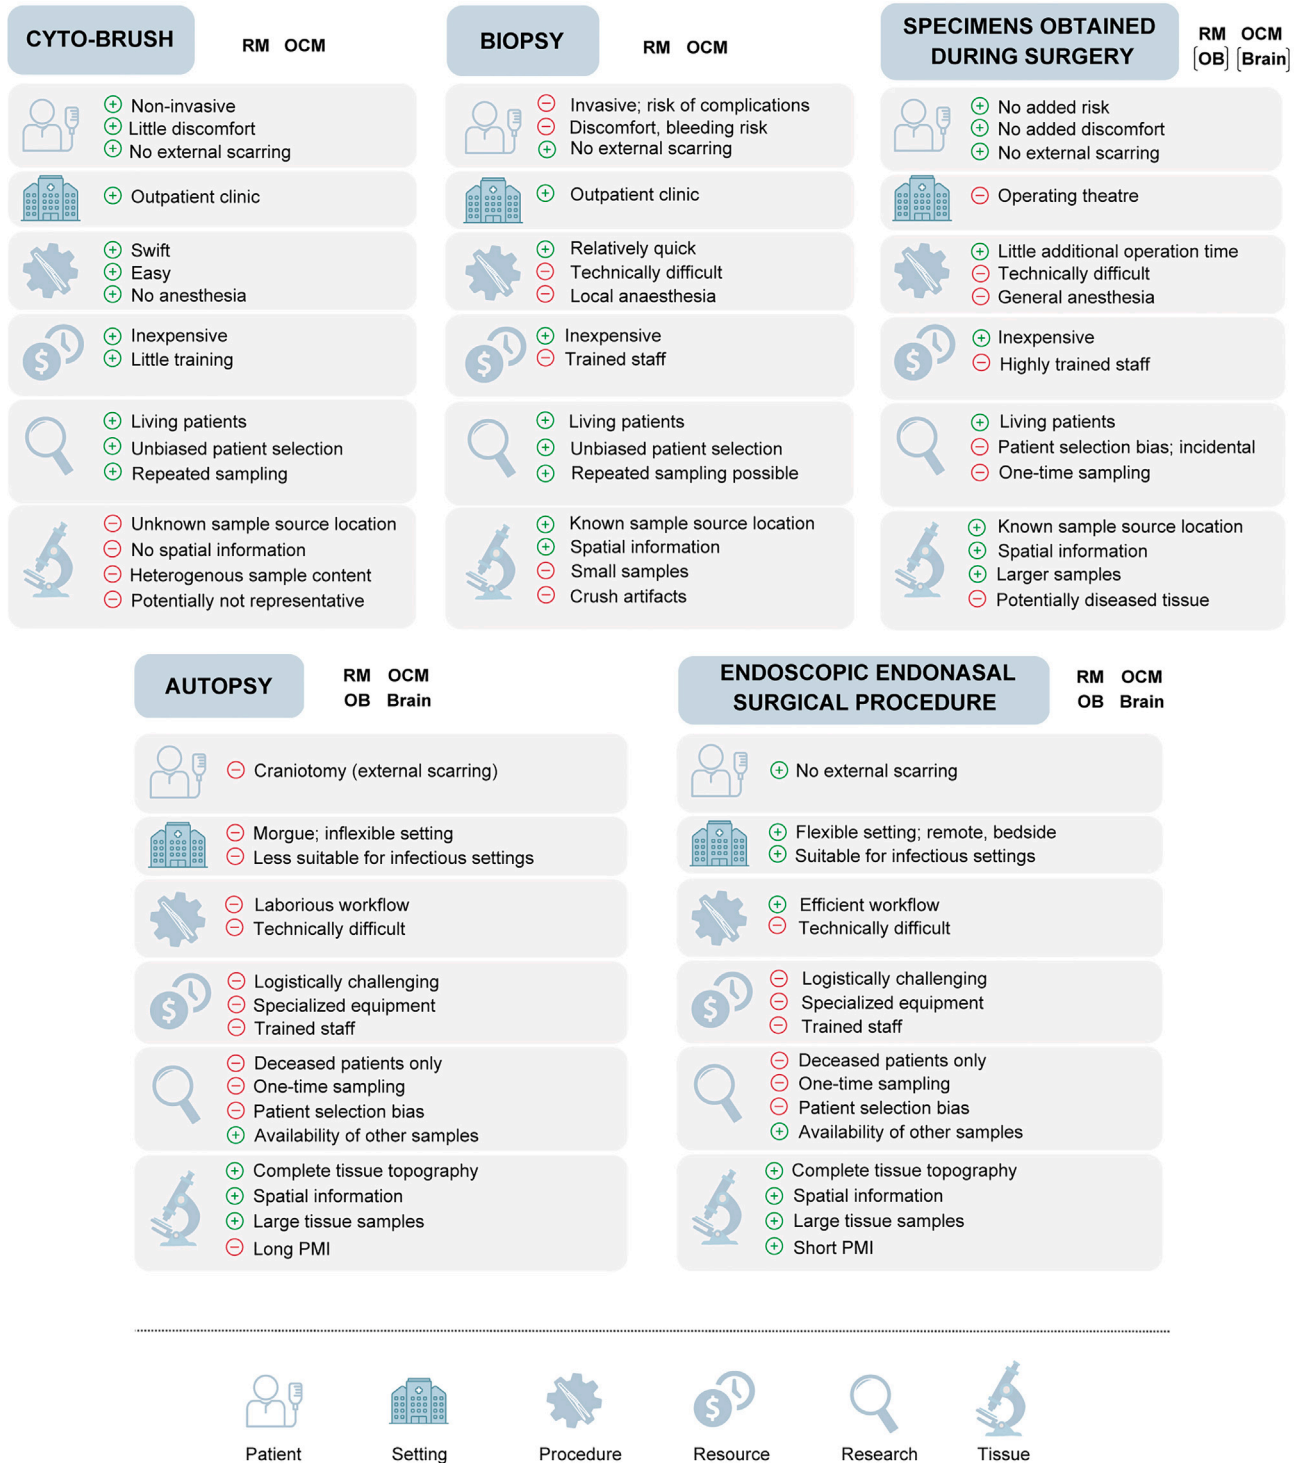 CYTO-BRUSH
RM OCM
Non-invasive
Little discomfort
No external scarring
Outpatient clinic
Swift
Easy
No anesthesia
Inexpensive
Little training
Living patients
Unbiased patient selection
Repeated sampling
Unknown sample source location
No spatial information
Heterogenous sample content
Potentially not representative
BIOPSY
RM OCM
Invasive; risk of complications
Discomfort, bleeding risk
No external scarring
Outpatient clinic
Relatively quick
Technically difficult
Local anaesthesia
Inexpensive
Trained staff
Living patients
Unbiased patient selection
Repeated sampling possible
Known sample source location
Spatial information
Small samples
Crush artifacts
SPECIMENS OBTAINED
DURING SURGERY
RM OCM
[OB] [Brain]
No added risk
No added discomfort
No external scarring
Operating theatre
Little additional operation time
Technically difficult
General anesthesia
Inexpensive
Highly trained staff
Living patients
Patient selection bias; incidental
One-time sampling
Known sample source location
Spatial information
Larger samples
Potentially diseased tissue
AUTOPSY
RM OCM
OB Brain
Craniotomy (external scarring)
Morgue; inflexible setting
Less suitable for infectious settings
Laborious workflow
Technically difficult
$
Logistically challenging
Specialized equipment
Trained staff
Deceased patients only
One-time sampling
Patient selection bias
Availability of other samples
Complete tissue topography
Spatial information
Large tissue samples
Long PMI
ENDOSCOPIC ENDONASAL
SURGICAL PROCEDURE
RM OCM
OB Brain
No external scarring
Flexible setting; remote, bedside
Suitable for infectious settings
Efficient workflow
Technically difficult
Logistically challenging
Specialized equipment
Trained staff
Deceased patients only
One-time sampling
Patient selection bias
Availability of other samples
Complete tissue topography
Spatial information
Large tissue samples
Short PMI
Patient Setting Procedure Resource Research Tissue